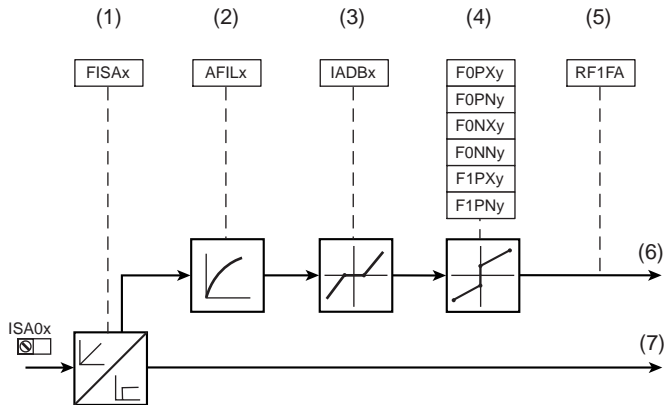 (1) (2) (3) (4) (5)
FISAx AFILx IADBx F0PXy RF1FA
F0PNy
F0NXy
F0NNy
F1PXy
F1PNy
(6)
ISA0x
(7)